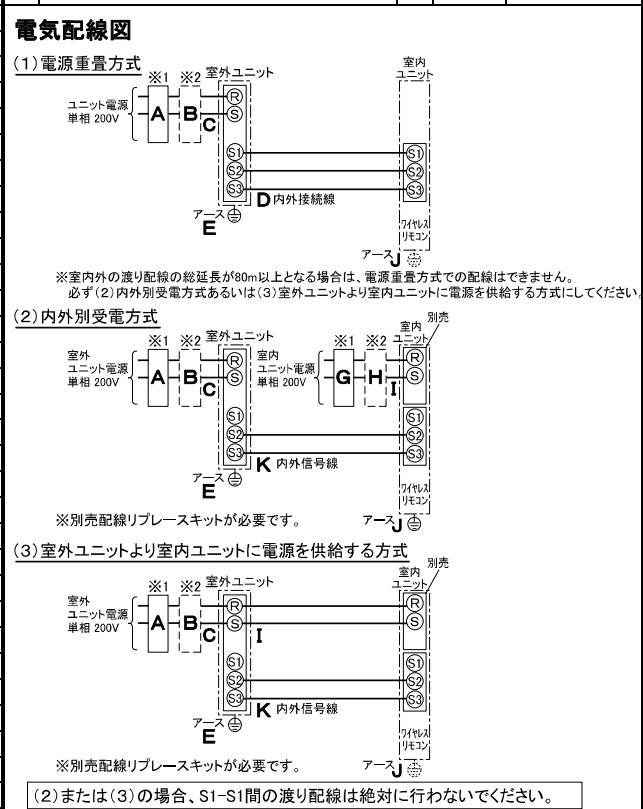 電気配線図
(1)電源重畳方式
※1 ※2 室外ユニット
室内
ユニット
ユニット電源
単相 200V
A
B
C
R
S
S1
S2
S3
S1
S2
S3
D内外接続線
アース
E
ワイヤレス
リモコン
アース J
※室内外の渡り配線の総延長が80m以上となる場合は、電源重畳方式での配線はできません。
必ず(2)内外別受電方式あるいは(3)室外ユニットより室内ユニットに電源を供給する方式にしてください。
(2)内外別受電方式
※1 ※2 室外ユニット
※1 ※2
室内
ユニット
別売
室外
ユニット電源
単相 200V
A
B
C
R
S
室内
ユニット電源
単相 200V
G
H
I
R
S
S1
S2
S3
S1
S2
S3
K 内外信号線
アース
E
ワイヤレス
リモコン
※別売配線リプレースキットが必要です。
アース J
(3)室外ユニットより室内ユニットに電源を供給する方式
※1 ※2 室外ユニット
室内
ユニット
別売
室外
ユニット電源
単相 200V
A
B
C
R
S
I
R
S
S1
S2
S3
S1
S2
S3
K 内外信号線
アース
E
ワイヤレス
リモコン
※別売配線リプレースキットが必要です。
アース J
(2)または(3)の場合、S1-S1間の渡り配線は絶対に行わないでください。